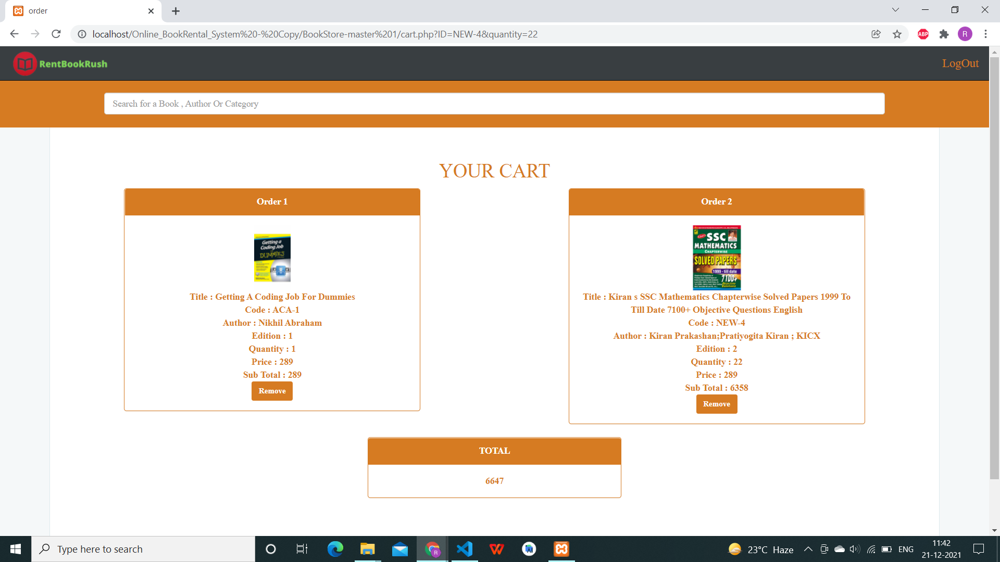 order
localhost/Online_BookRental_System%20-%20Copy/BookStore-master%201/cart.php?ID=NEW-4&quantity=22
ABP
R
RentBookRush
LogOut
Search for a Book , Author Or Category
YOUR CART
Order 1
Getting a
Coding Job
DUMMIES
Title : Getting A Coding Job For Dummies
Code : ACA-1
Author : Nikhil Abraham
Edition : 1
Quantity : 1
Price : 289
Sub Total : 289
Remove
Order 2
SSC
MATHEMATICS
CHAPTERWISE
SOLVED PAPERS
1999 - till date
7100+
Objective
Questions
Title : Kiran s SSC Mathematics Chapterwise Solved Papers 1999 To
Till Date 7100+ Objective Questions English
Code : NEW-4
Author : Kiran Prakashan;Pratiyogita Kiran ; KICX
Edition : 2
Quantity : 22
Price : 289
Sub Total : 6358
Remove
TOTAL
6647
Type here to search
R
23°C Haze
ENG
11:42
21-12-2021